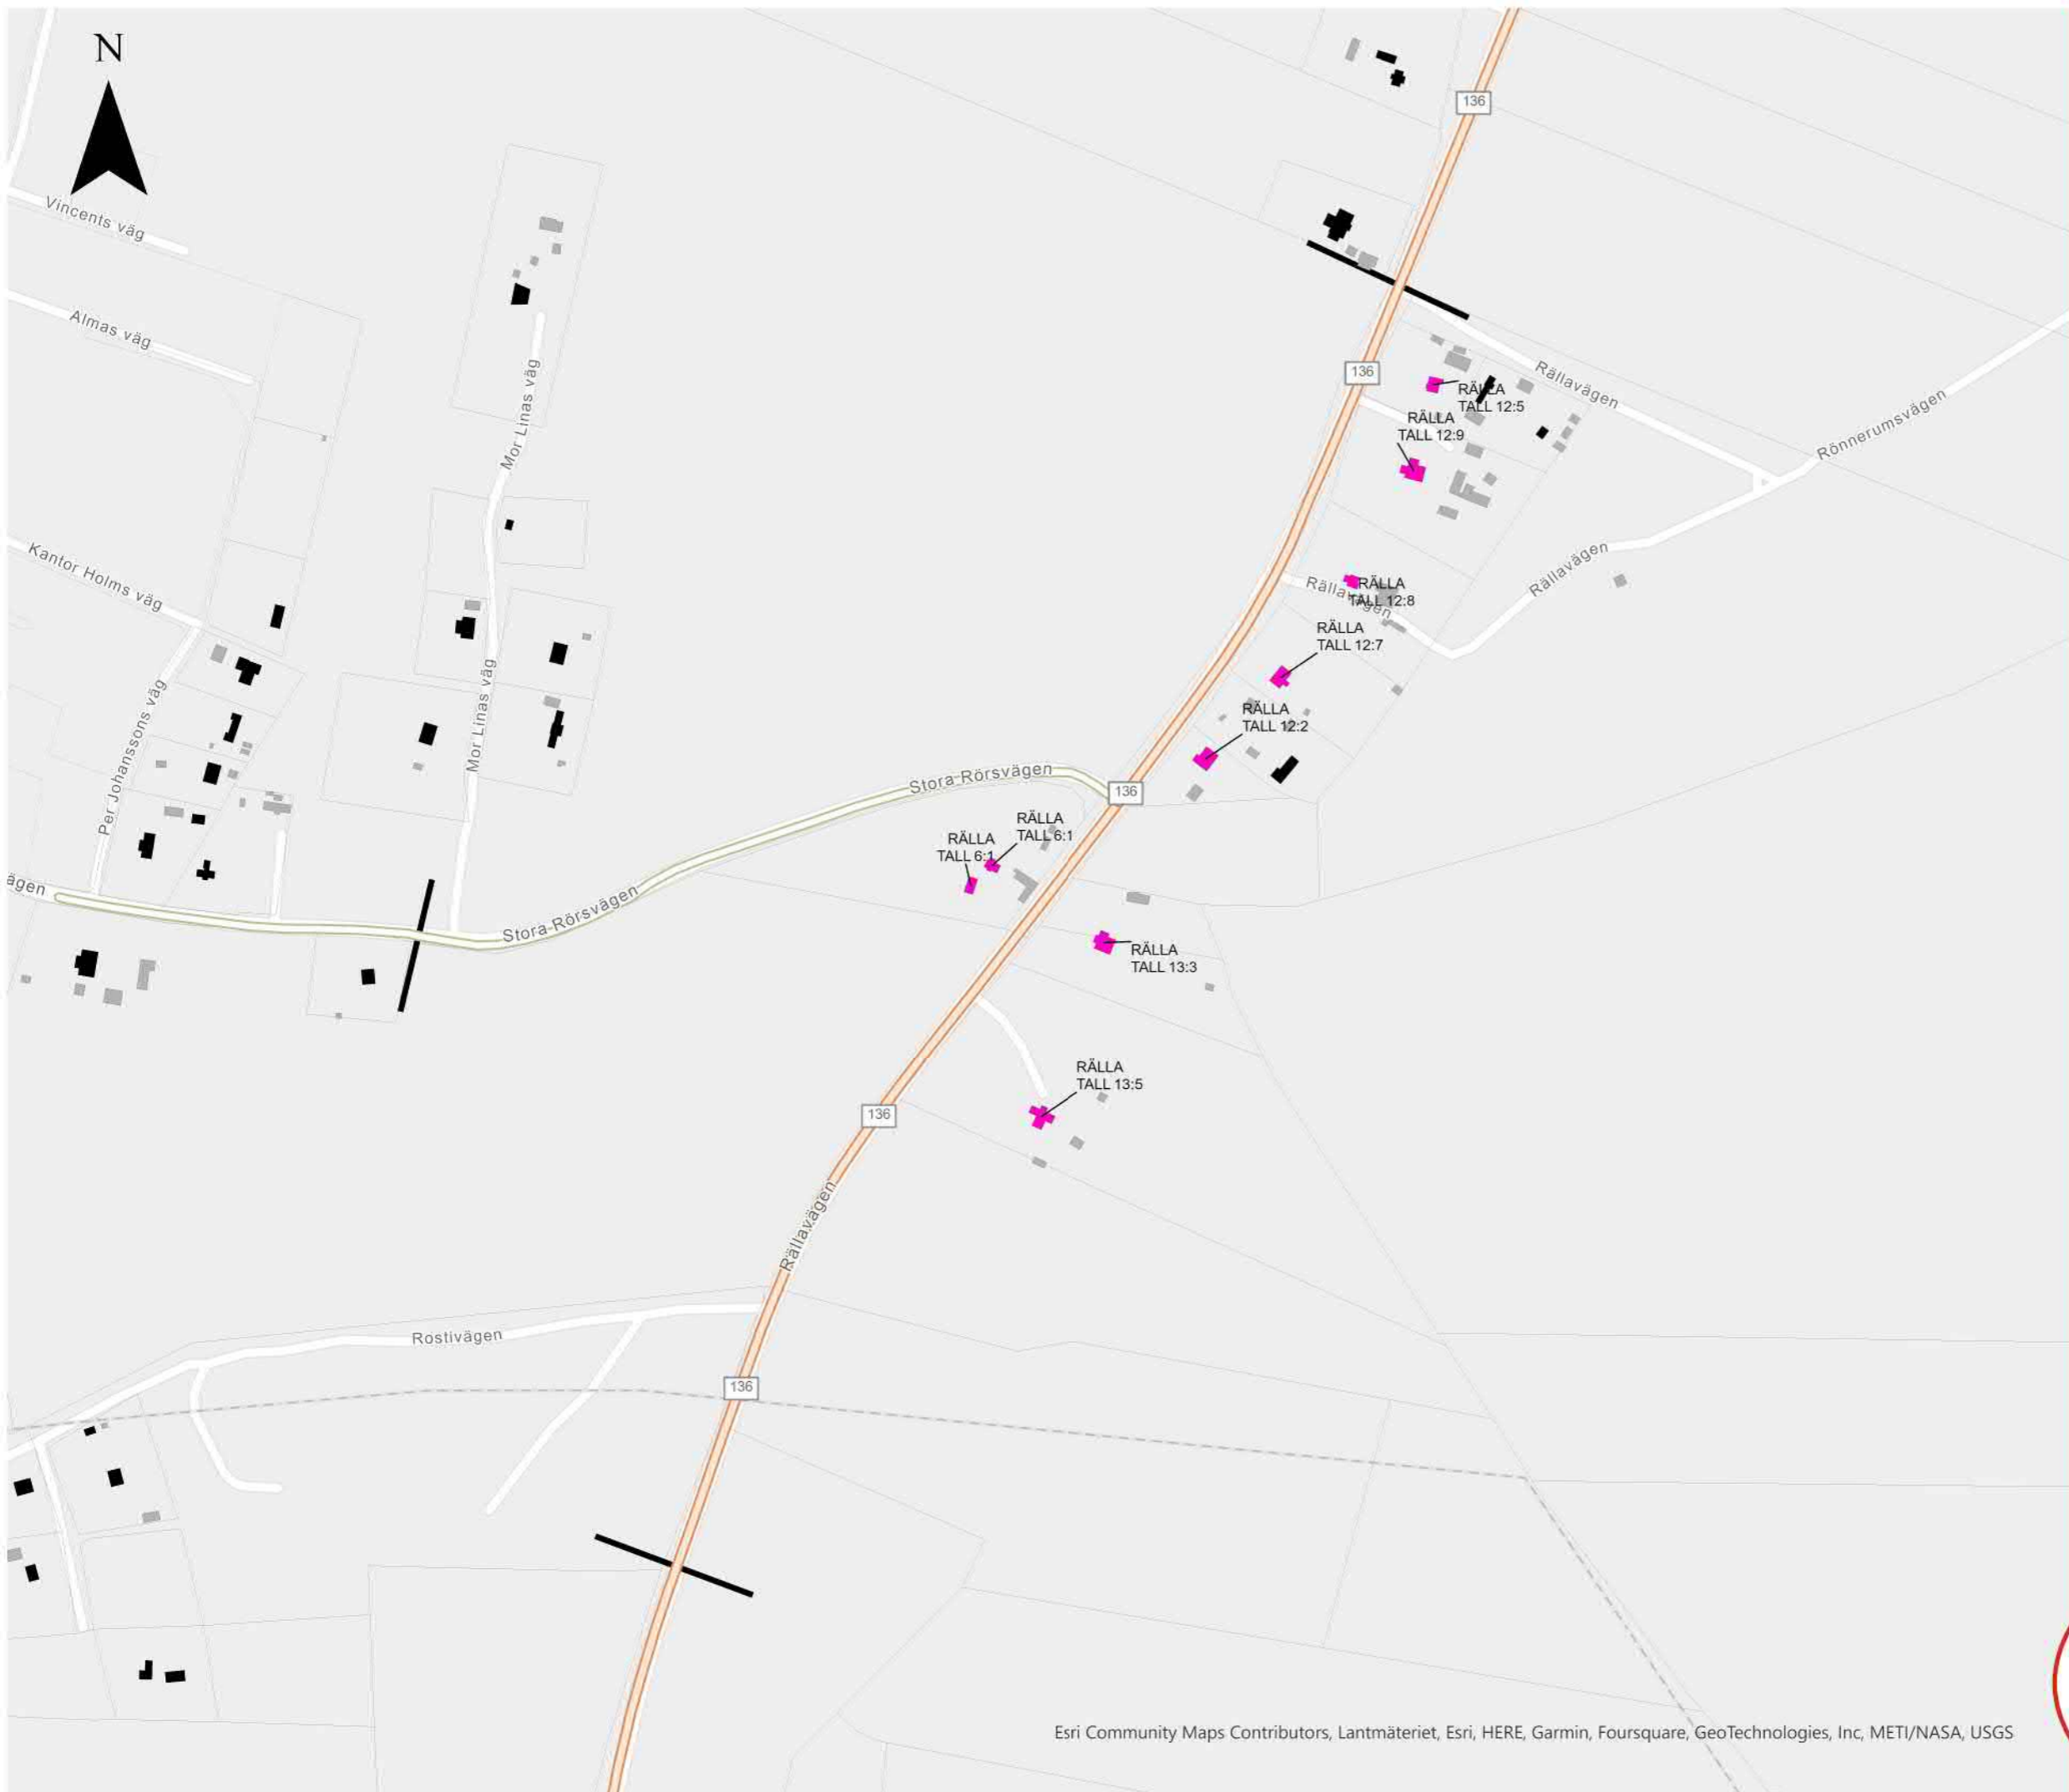 N
136
Vincents väg
Almas väg
Mor Linas väg
136
Rällavägen
RÄLLA
TALL 12:5
RÄLLA
TALL 12:9
Rönnerumsvägen
Kantor Holms väg
Rällavägen
RÄLLA
TALL 12:8
Rällavägen
RÄLLA
TALL 12:7
Per Johanssons väg
Mor Linas väg
RÄLLA
TALL 12:2
Stora Rörsvägen
136
RÄLLA
TALL 6:1
RÄLLA
TALL 6:1
ägen
Stora Rörsvägen
RÄLLA
TALL 13:3
RÄLLA
TALL 13:5
136
Rällavägen
Rostivägen
136
Esri Community Maps Contributors, Lantmäteriet, Esri, HERE, Garmin, Foursquare, GeoTechnologies, Inc, METI/NASA, USGS